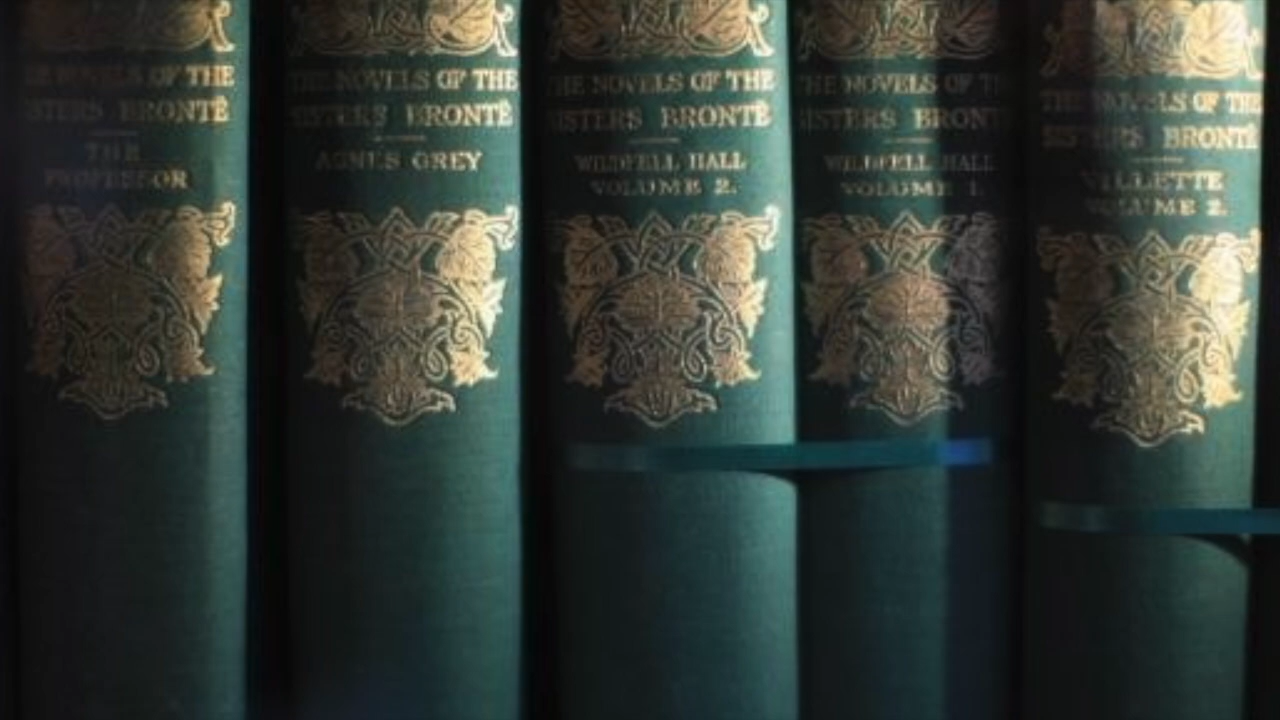 THE NOVELS OF THE
SISTERS BRONTË
THE
PROFESSOR
THE NOVELS OF THE
SISTERS BRONTË
AGNES GREY
THE NOVELS OF THE
SISTERS BRONTË
WILDFELL HALL
VOLUME 2.
THE NOVELS OF THE
SISTERS BRONTË
WILDFELL HALL
VOLUME 1.
THE NOVELS OF THE
SISTERS BRONTË
VILLETTE
VOLUME 2.